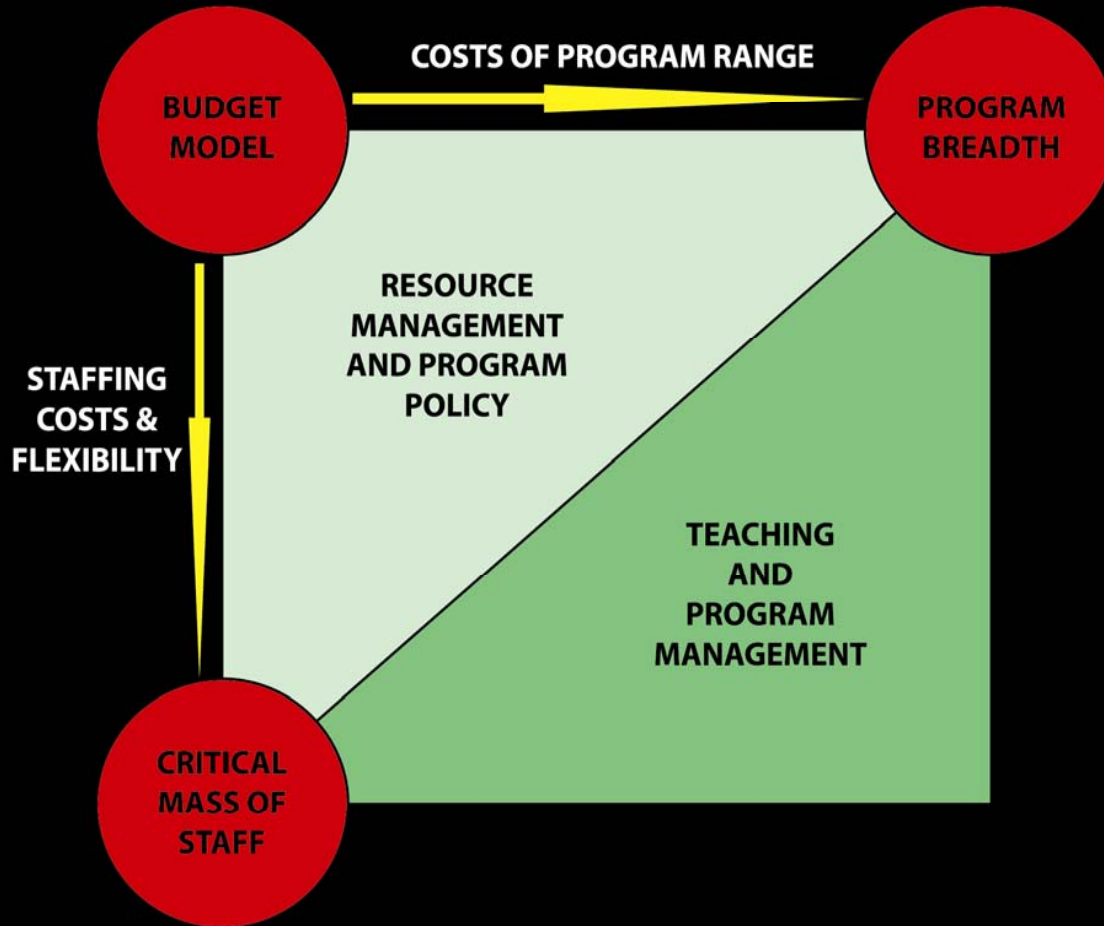 COSTS OF PROGRAM RANGE
BUDGET
MODEL
PROGRAM
BREADTH
RESOURCE
MANAGEMENT
AND PROGRAM
POLICY
STAFFING
COSTS &
FLEXIBILITY
TEACHING
AND
PROGRAM
MANAGEMENT
CRITICAL
MASS OF
STAFF